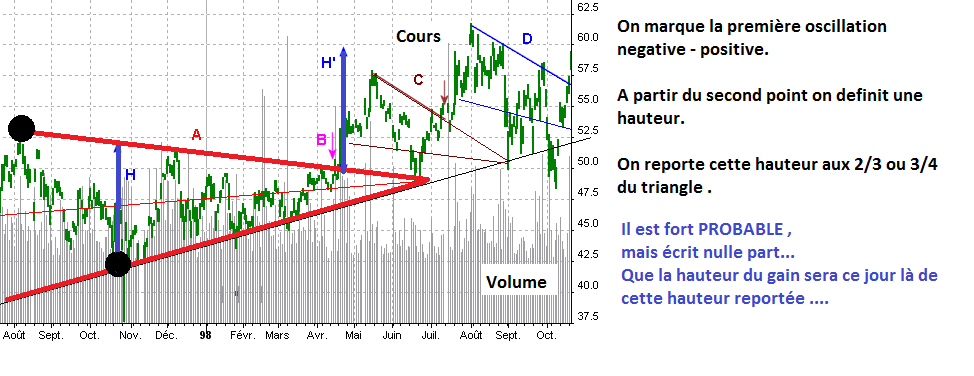 Cours
D
H'
C
A
B
H
Volume
62.5
60.0
57.5
55.0
52.5
50.0
47.5
45.0
42.5
40.0
37.5
Août Sept. Oct. Nov. Déc. 98 Févr. Mars Avr. Mai Juin Juil. Août Sept. Oct.
On marque la première oscillation
negative - positive.
A partir du second point on definit une
hauteur.
On reporte cette hauteur aux 2/3 ou 3/4
du triangle .
Il est fort PROBABLE ,
mais écrit nulle part...
Que la hauteur du gain sera ce jour là de
cette hauteur reportée ....